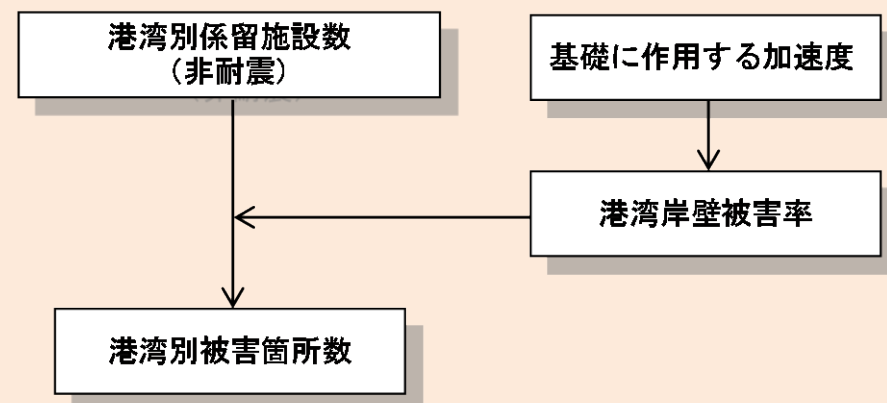 港湾別係留施設数
（非耐震）
基礎に作用する加速度
港湾岸壁被害率
港湾別被害箇所数